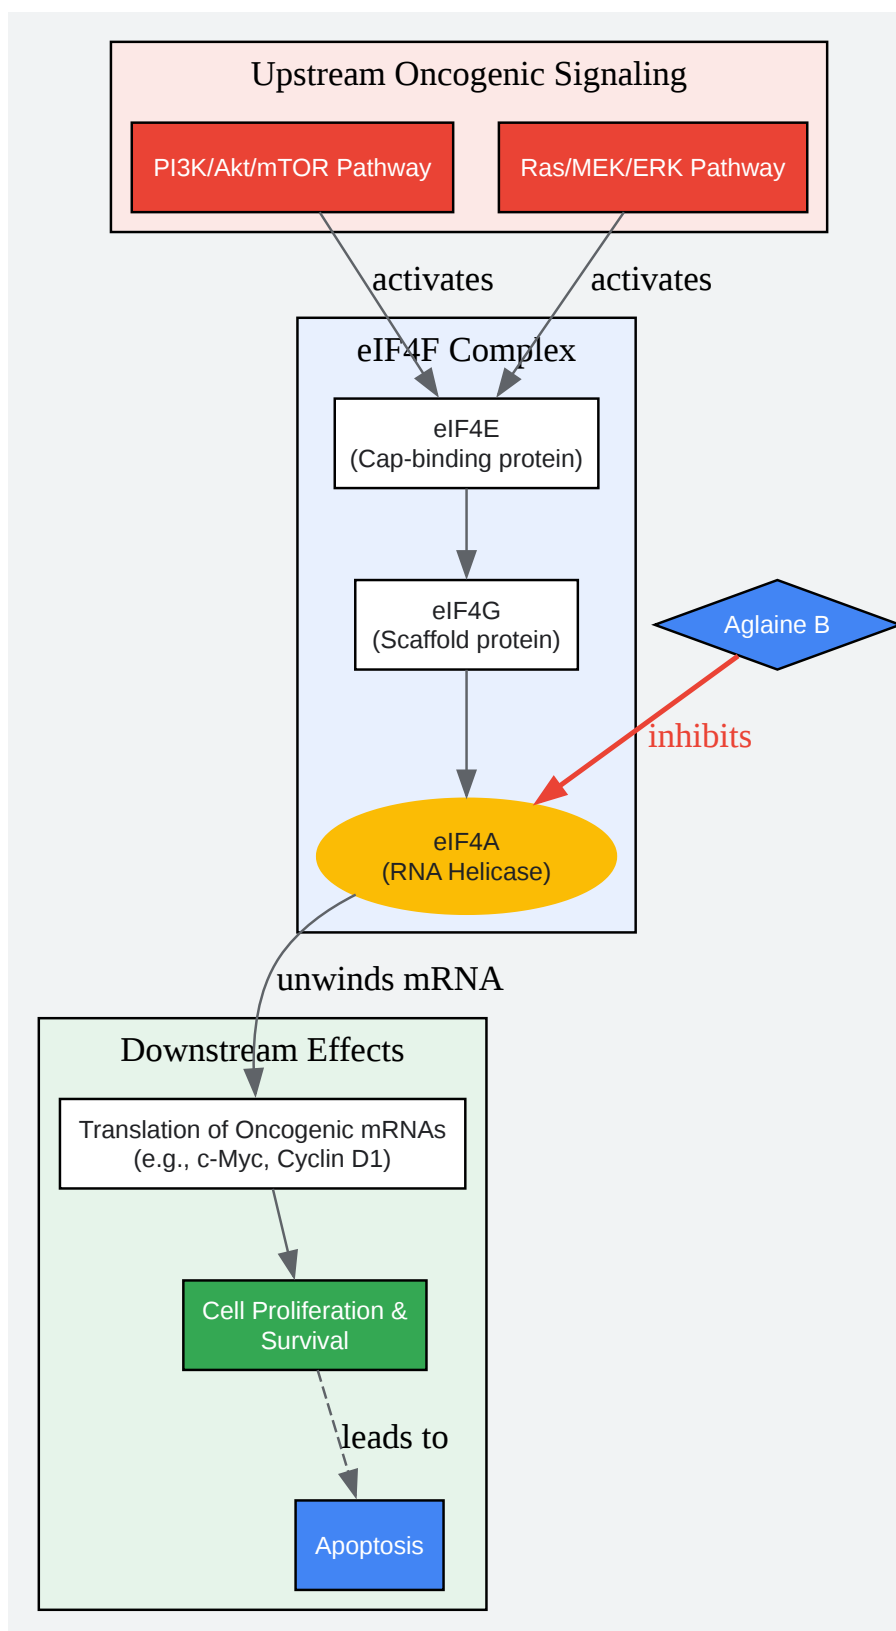 Upstream Oncogenic Signaling
PI3K/Akt/mTOR Pathway
Ras/MEK/ERK Pathway
activates
activates
eIF4F Complex
eIF4E
(Cap-binding protein)
eIF4G
(Scaffold protein)
Aglaine B
inhibits
eIF4A
(RNA Helicase)
unwinds mRNA
Downstream Effects
Translation of Oncogenic mRNAs
(e.g., c-Myc, Cyclin D1)
Cell Proliferation &
Survival
leads to
Apoptosis